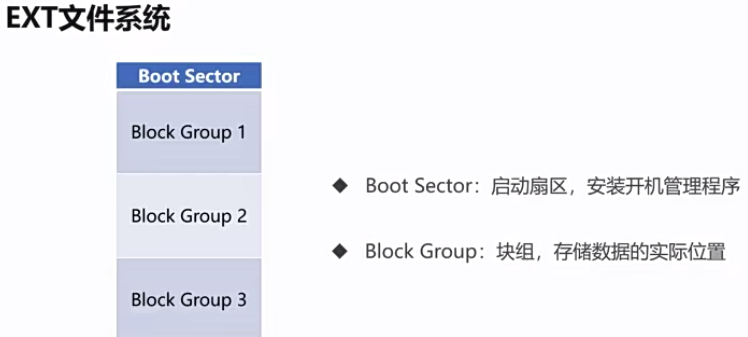 EXT文件系统
Boot Sector
Block Group 1
Block Group 2
Block Group 3
◆ Boot Sector：启动扇区，安装开机管理程序
◆ Block Group：块组，存储数据的实际位置